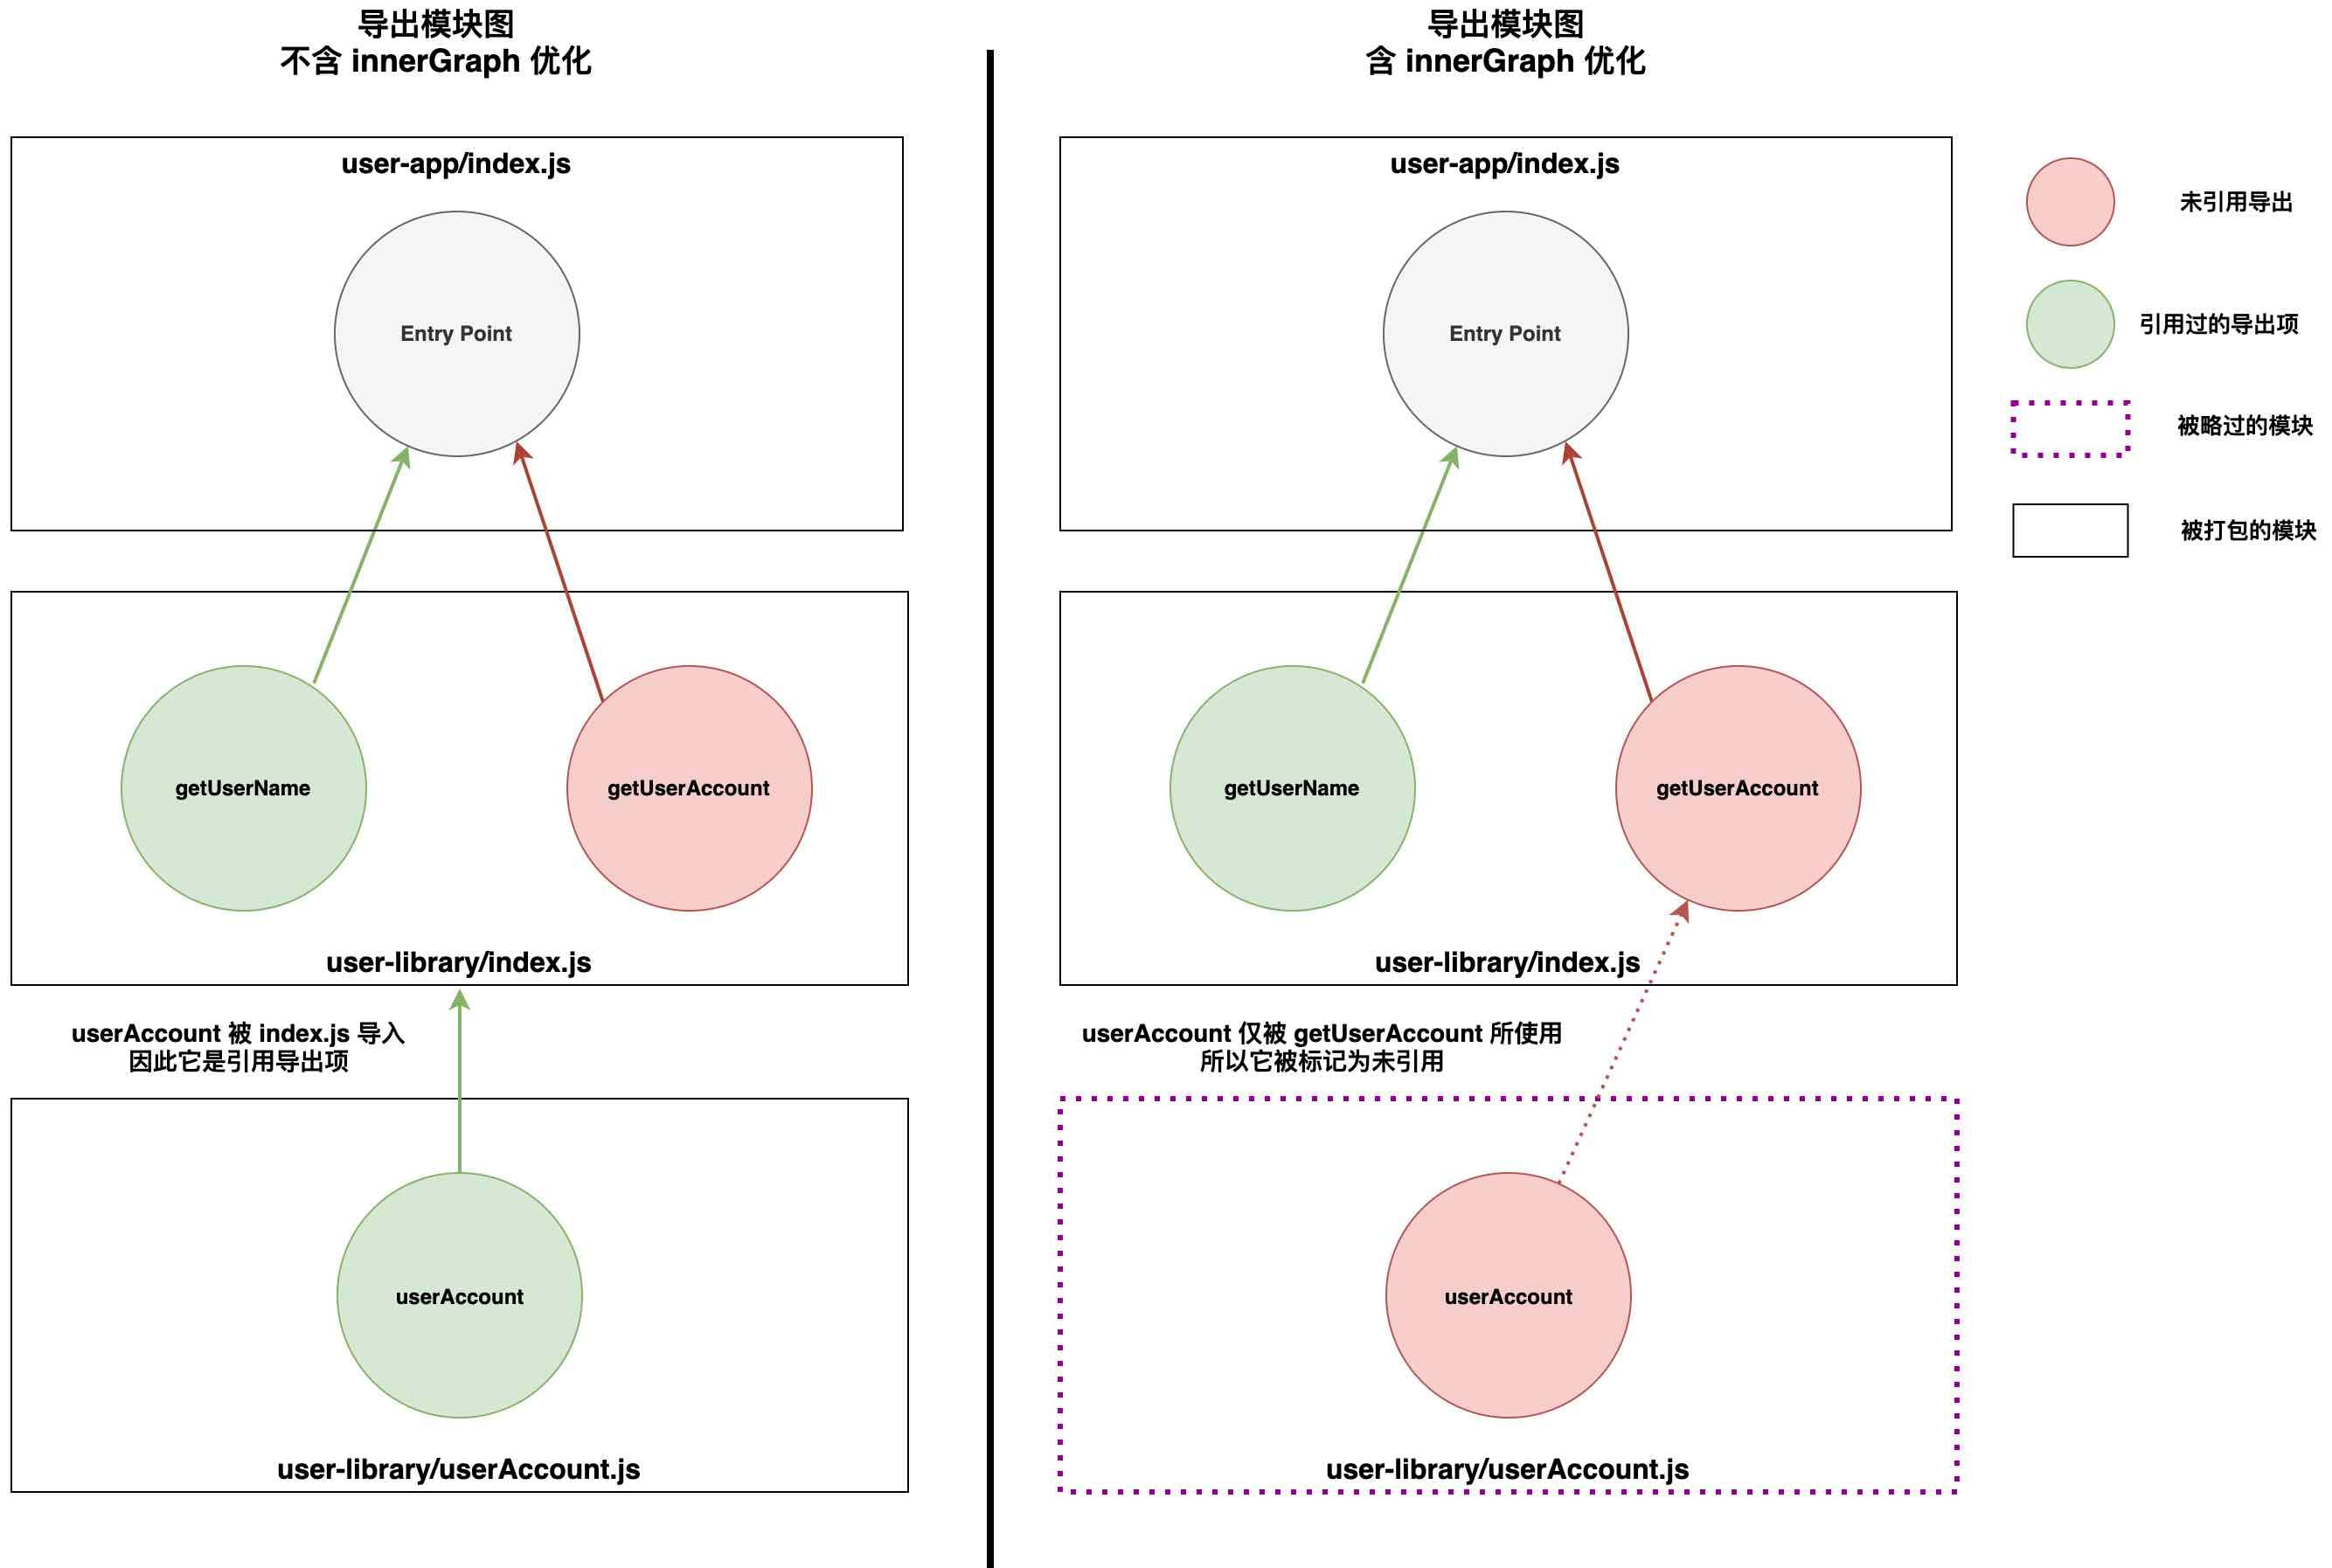 导出模块图
不含 innerGraph 优化
user-app/index.js
Entry Point
getUserName
getUserAccount
user-library/index.js
userAccount 被 index.js 导入
因此它是引用导出项
userAccount
user-library/userAccount.js
导出模块图
含 innerGraph 优化
user-app/index.js
Entry Point
getUserName
getUserAccount
user-library/index.js
userAccount 仅被 getUserAccount 所使用
所以它被标记为未引用
userAccount
user-library/userAccount.js
未引用导出
引用过的导出项
被略过的模块
被打包的模块